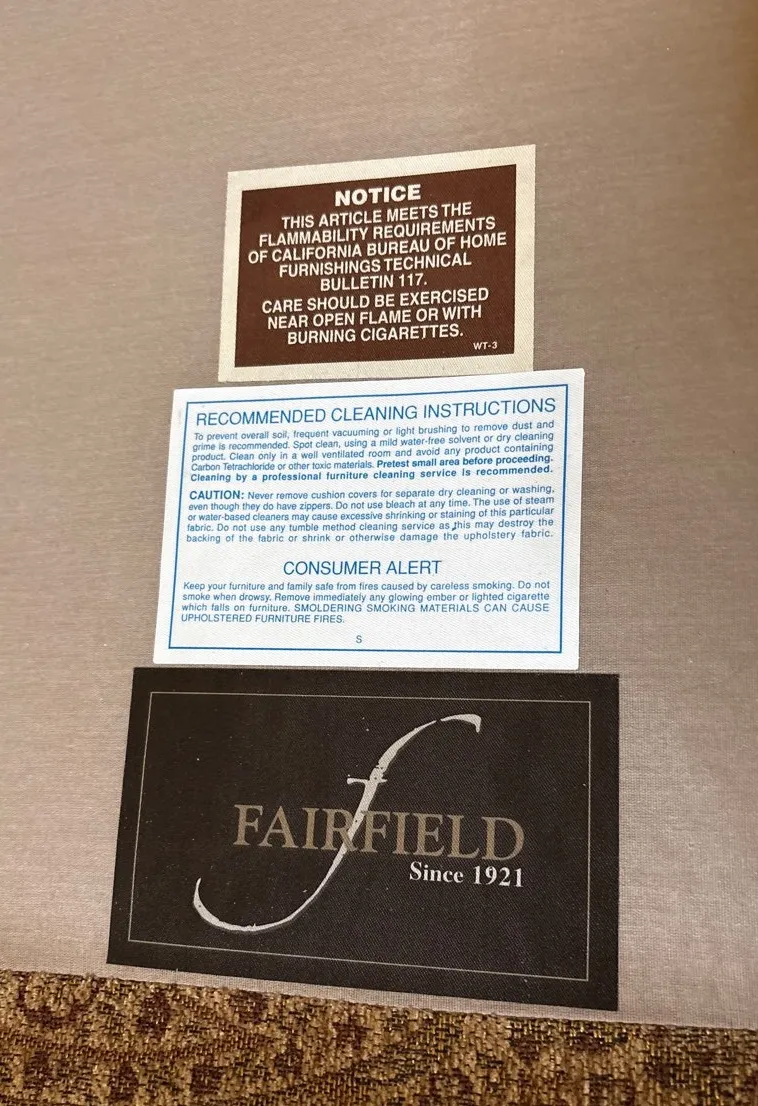 NOTICE
THIS ARTICLE MEETS THE
FLAMMABILITY REQUIREMENTS
OF CALIFORNIA BUREAU OF HOME
FURNISHINGS TECHNICAL
BULLETIN 117.
CARE SHOULD BE EXERCISED
NEAR OPEN FLAME OR WITH
BURNING CIGARETTES.
WT-3
RECOMMENDED CLEANING INSTRUCTIONS
To prevent overall soil, frequent vacuuming or light brushing to remove dust and
grime is recommended. Spot clean, using a mild water-free solvent or dry cleaning
product. Clean only in a well ventilated room and avoid any product containing
Carbon Tetrachloride or other toxic materials. Pretest small area before proceeding.
Cleaning by a professional furniture cleaning service is recommended.
CAUTION: Never remove cushion covers for separate dry cleaning or washing,
even though they do have zippers. Do not use bleach at any time. The use of steam
or water-based cleaners may cause excessive shrinking or staining of this particular
fabric. Do not use any tumble method cleaning service as this may destroy the
backing of the fabric or shrink or otherwise damage the upholstery fabric.
CONSUMER ALERT
Keep your furniture and family safe from fires caused by careless smoking. Do not
smoke when drowsy. Remove immediately any glowing ember or lighted cigarette
which falls on furniture. SMOLDERING SMOKING MATERIALS CAN CAUSE
UPHOLSTERED FURNITURE FIRES.
S
f
FAIRFIELD
Since 1921